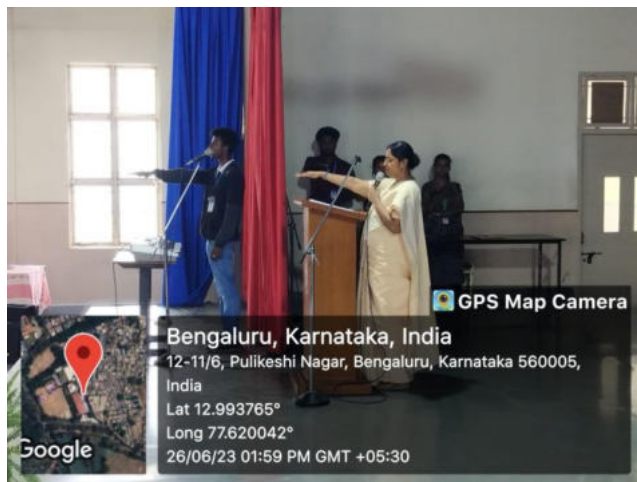 GPS Map Camera
Bengaluru, Karnataka, India
12-11/6, Pulikeshi Nagar, Bengaluru, Karnataka 560005,
India
Lat 12.993765°
Long 77.620042°
26/06/23 01:59 PM GMT +05:30
Google